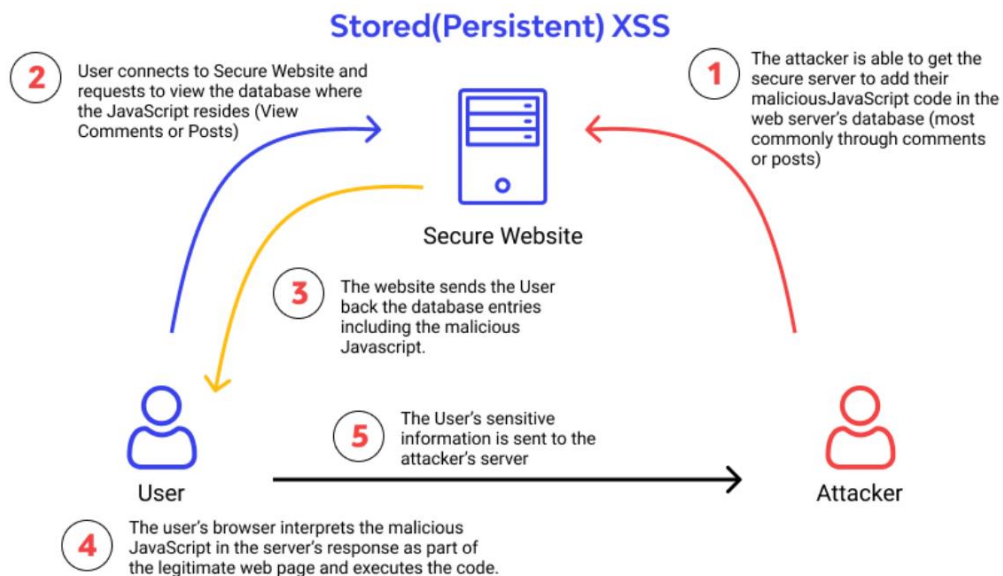 Stored(Persistent) XSS
1
The attacker is able to get the
secure server to add their
maliciousJavaScript code in the
web server's database (most
commonly through comments
or posts)
2
User connects to Secure Website and
requests to view the database where
the JavaScript resides (View
Comments or Posts)
Secure Website
3
The website sends the User
back the database entries
including the malicious
Javascript.
User
4
The user's browser interprets the malicious
JavaScript in the server's response as part of
the legitimate web page and executes the code.
5
The User's sensitive
information is sent to the
attacker's server
Attacker